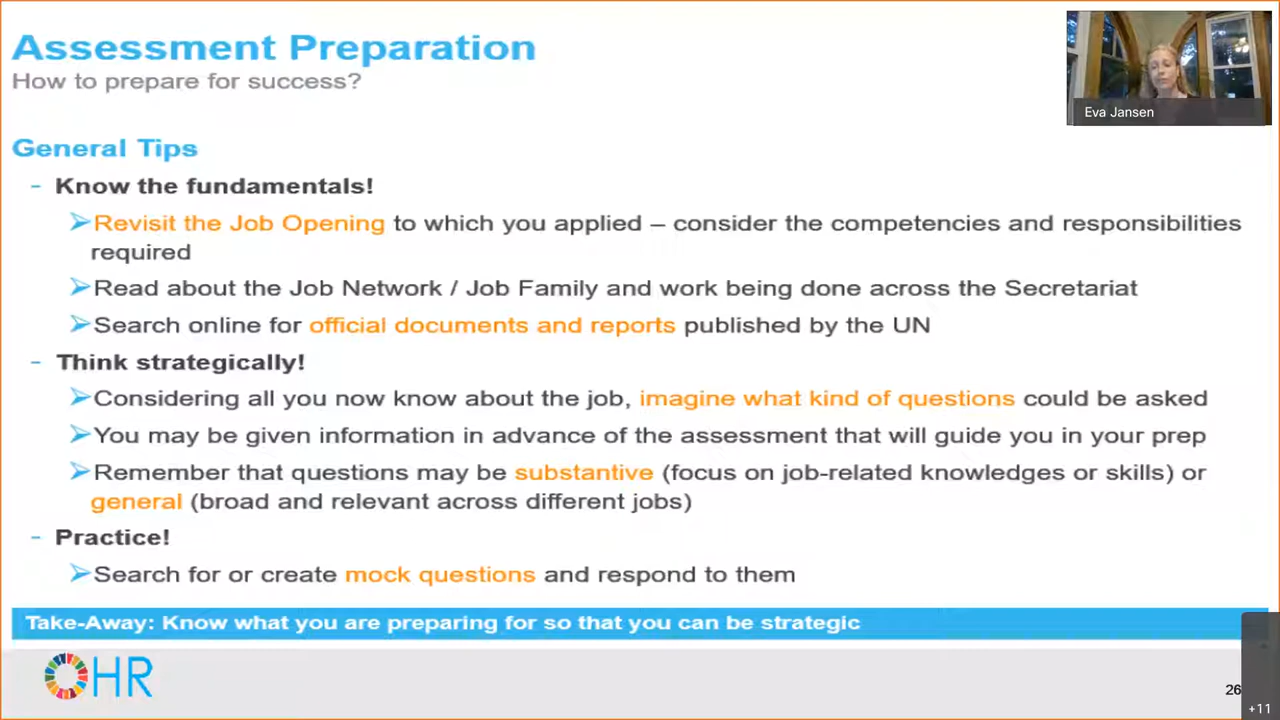 Assessment Preparation
How to prepare for success?
Eva Jansen
General Tips
- Know the fundamentals!
➢Revisit the Job Opening to which you applied – consider the competencies and responsibilities
required
➢Read about the Job Network / Job Family and work being done across the Secretariat
➢Search online for official documents and reports published by the UN
- Think strategically!
➢Considering all you now know about the job, imagine what kind of questions could be asked
➢You may be given information in advance of the assessment that will guide you in your prep
➢Remember that questions may be substantive (focus on job-related knowledges or skills) or
general (broad and relevant across different jobs)
- Practice!
➢Search for or create mock questions and respond to them
Take-Away: Know what you are preparing for so that you can be strategic
OHR
26
+11